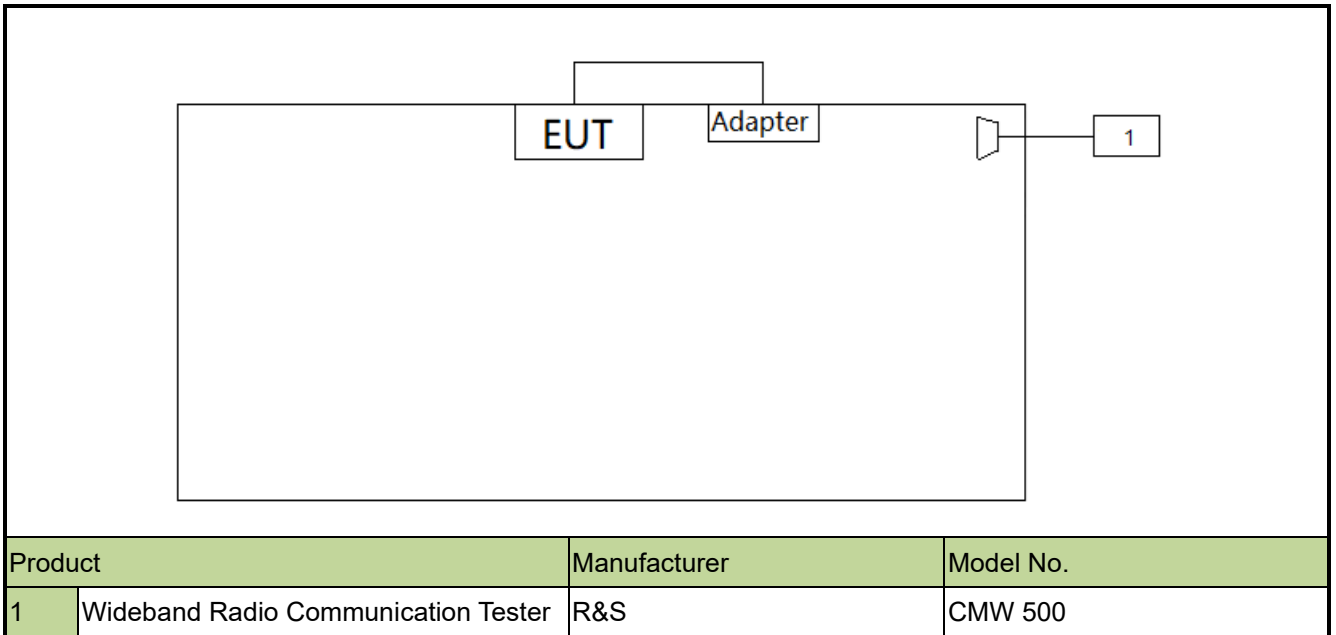 EUT
Adapter
1
Product Manufacturer Model No.
1 Wideband Radio Communication Tester R&S CMW 500